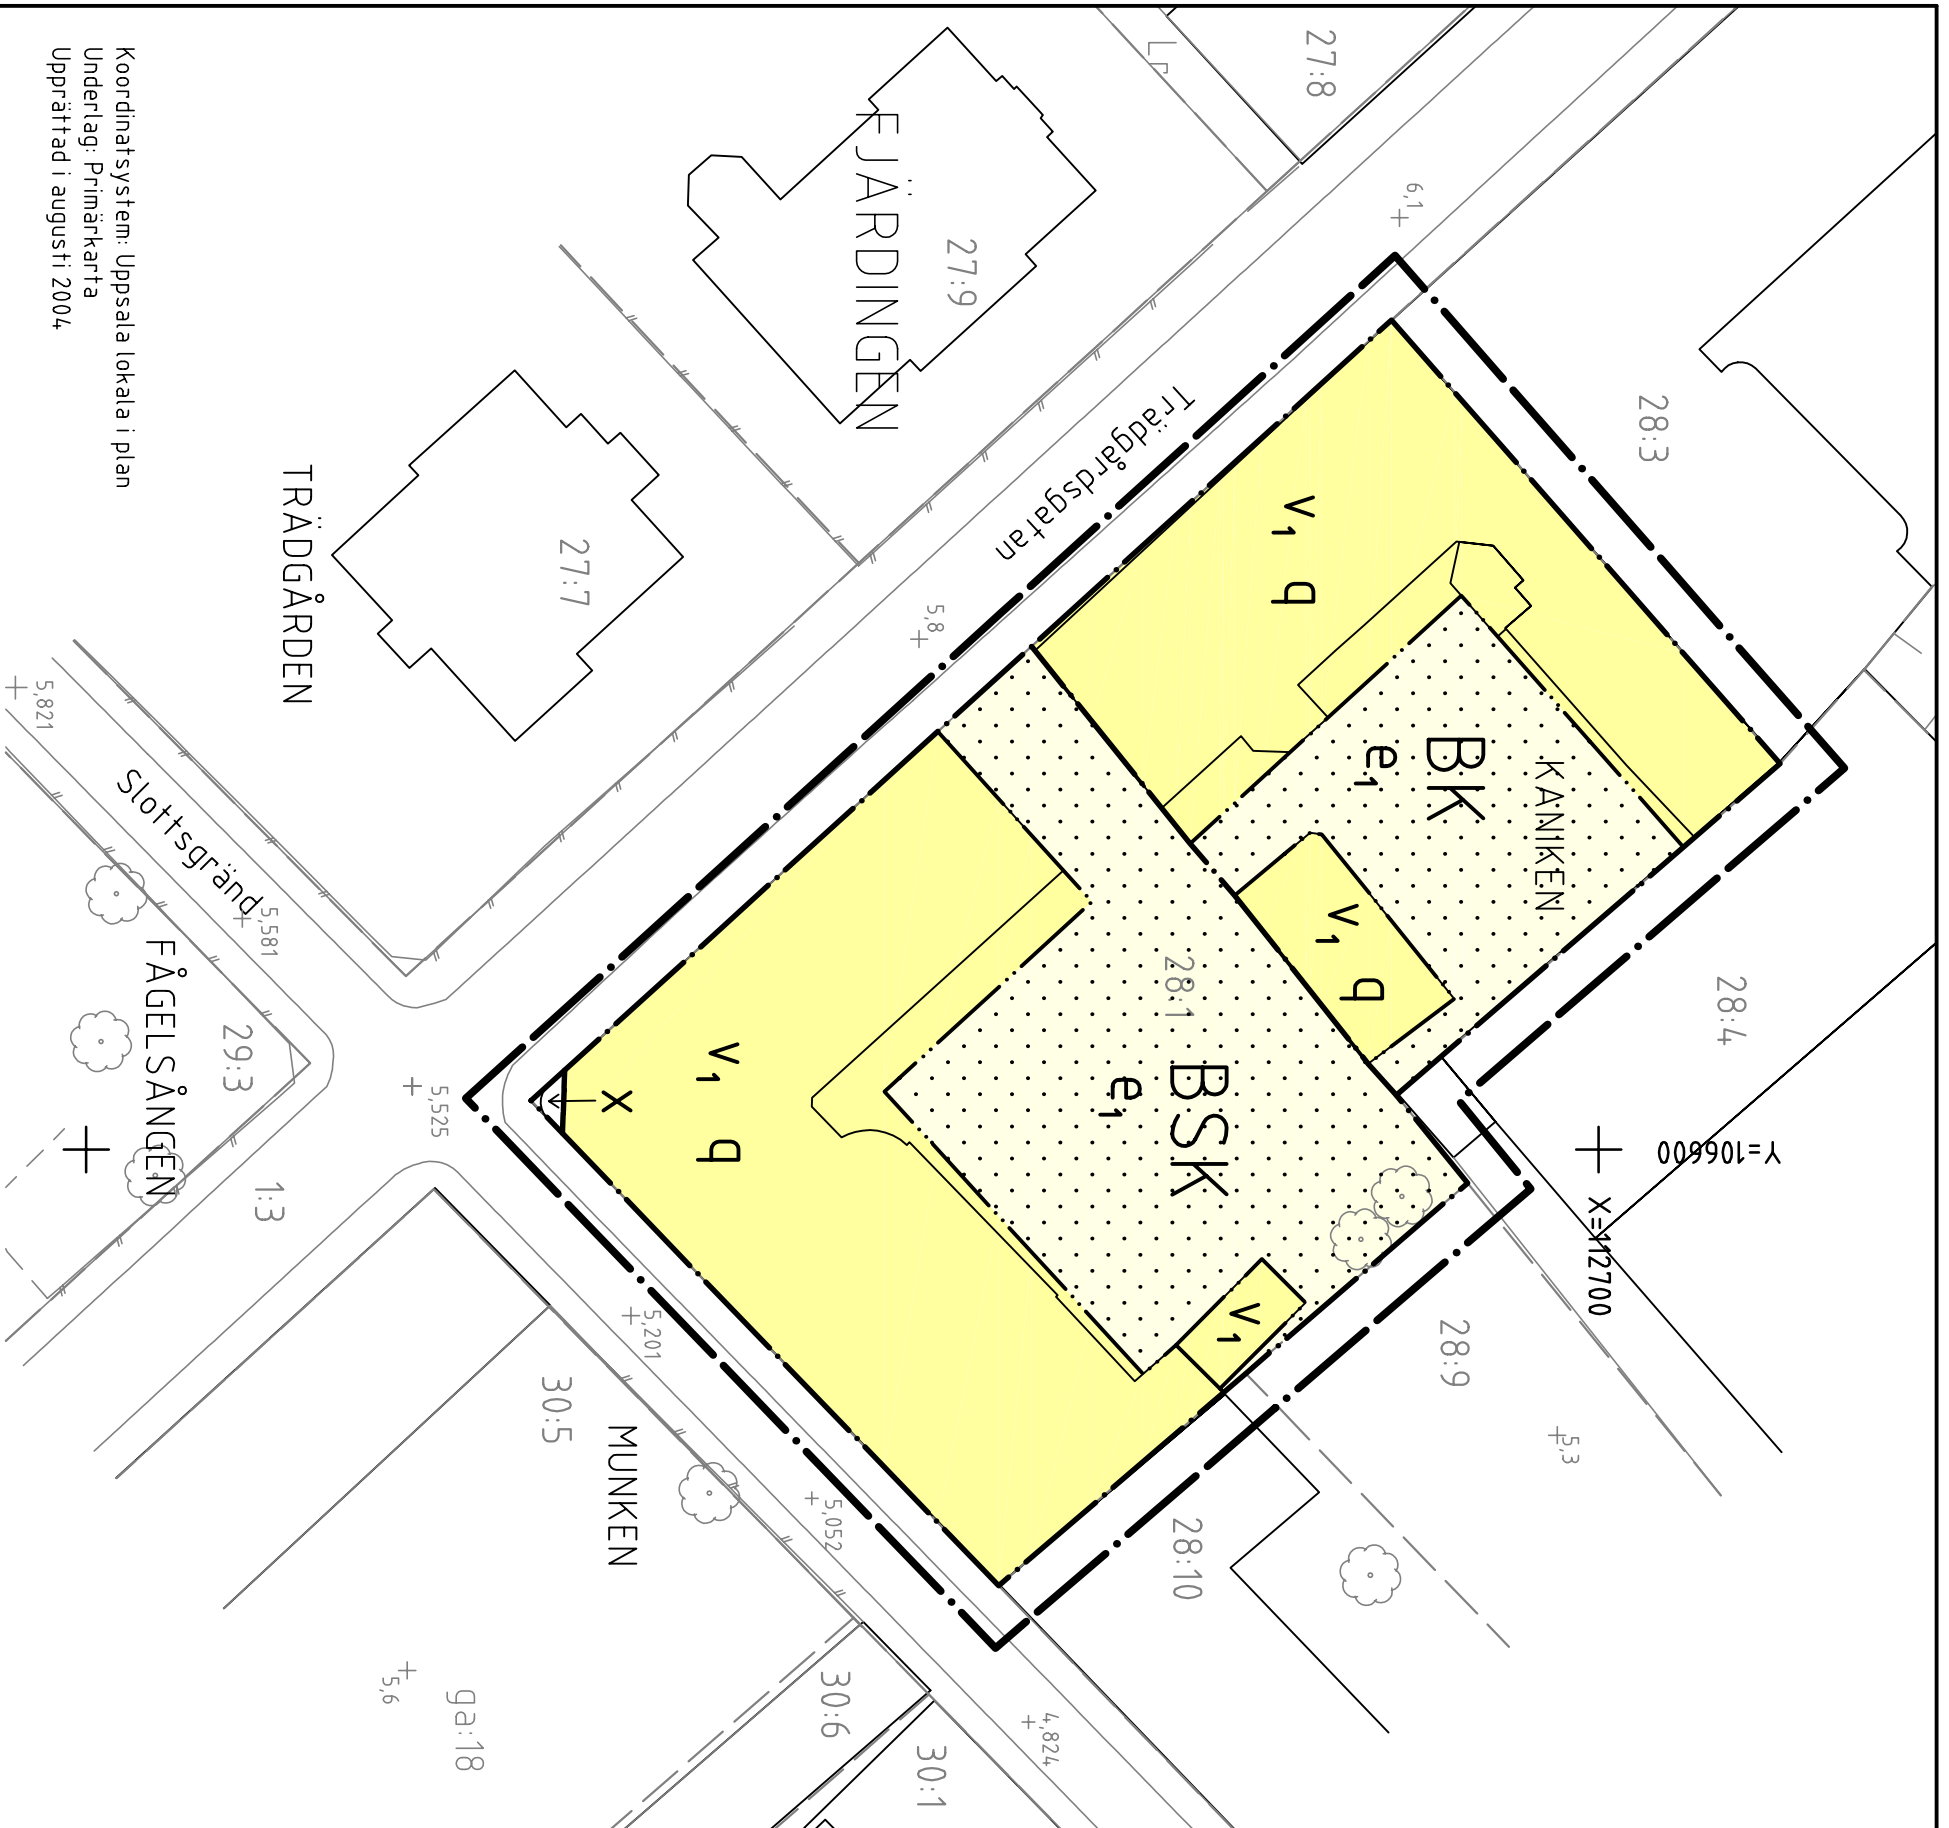 Koordinatsystem: Uppsala lokala i plan
Underlag: Primärkarta
Upprättad i augusti 2004
27:8
6,1
28:3
FJÄRDINGEN
27:9
Trädgårdsgatan
v1 q
TRÄDGÅRDEN
27:7
5,8
BK
e1
KANIKEN
v1 q
28:4
5,821
Slottsgränd
5,581
FÅGELSÅNGEN
29:3
1:3
5,525
28:1
BSK
e1
x
v1 q
v1
Y=106600
X=112700
28:9
5,3
5,201
30:5
MUNKEN
5,052
28:10
5,6
ga:18
30:6
30:1
4,824